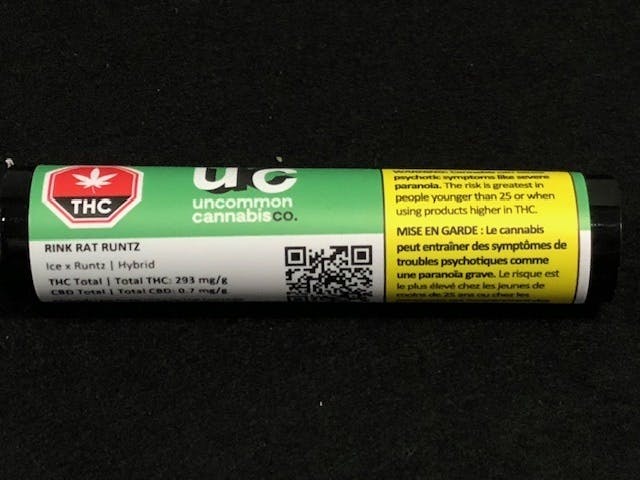 THC
uc
uncommon
cannabis co.
RINK RAT RUNTZ
Ice x Runtz | Hybrid
THC Total | Total THC: 293 mg/g
CBD Total | Total CBD: 0.7 mg/g
psychotic symptoms like severe
paranoia. The risk is greatest in
people younger than 25 or when
using products higher in THC.
MISE EN GARDE : Le cannabis
peut entraîner des symptômes de
troubles psychotiques comme
une paranoïa grave. Le risque est
le plus élevé chez les jeunes de
moins de 25 ans ou chez les